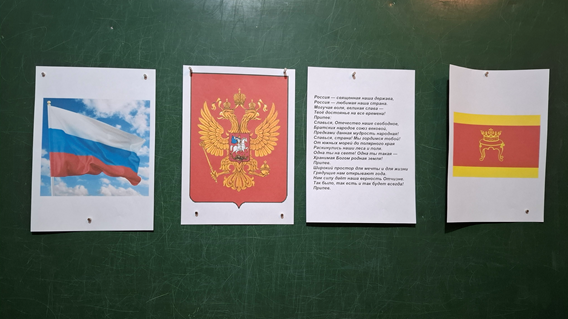 Россия — священная наша держава,
Россия — любимая наша страна.
Могучая воля, великая слава —
Твоё достоянье на все времена!
Припев:
Славься, Отечество наше свободное,
Братских народов союз вековой,
Предками данная мудрость народная!
Славься, страна! Мы гордимся тобой!
От южных морей до полярного края
Раскинулись наши леса и поля.
Одна ты на свете! Одна ты такая —
Хранимая Богом родная земля!
Припев.
Широкий простор для мечты и для жизни
Грядущие нам открывают года.
Нам силу даёт наша верность Отчизне.
Так было, так есть и так будет всегда!
Припев.